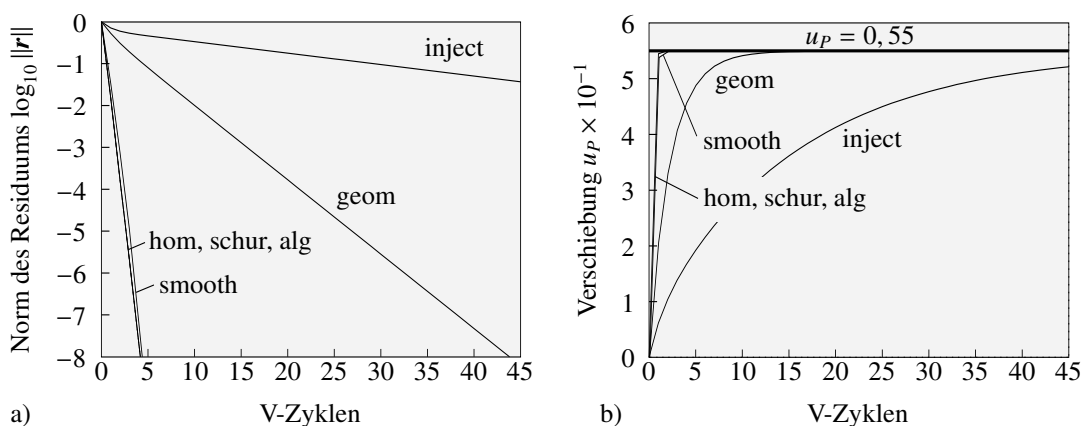 Norm des Residuums log10 ||r||
0
−1
−2
−3
−4
−5
−6
−7
−8
inject
geom
hom, schur, alg
smooth
0 5 10 15 20 25 30 35 40 45
V-Zyklen
a)
Verschiebung uP × 10−1
6
5
4
3
2
1
0
uP = 0, 55
geom
smooth
inject
hom, schur, alg
0 5 10 15 20 25 30 35 40 45
V-Zyklen
b)